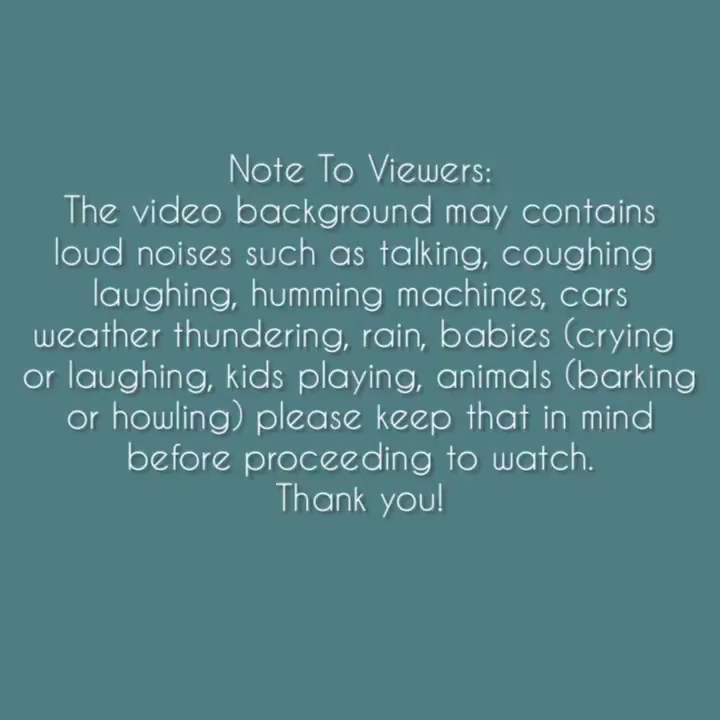 Note To Viewers:
The video background may contains
loud noises such as talking, coughing
laughing, humming machines, cars
weather thundering, rain, babies (crying
or laughing, kids playing, animals (barking
or howling) please keep that in mind
before proceeding to watch.
Thank you!